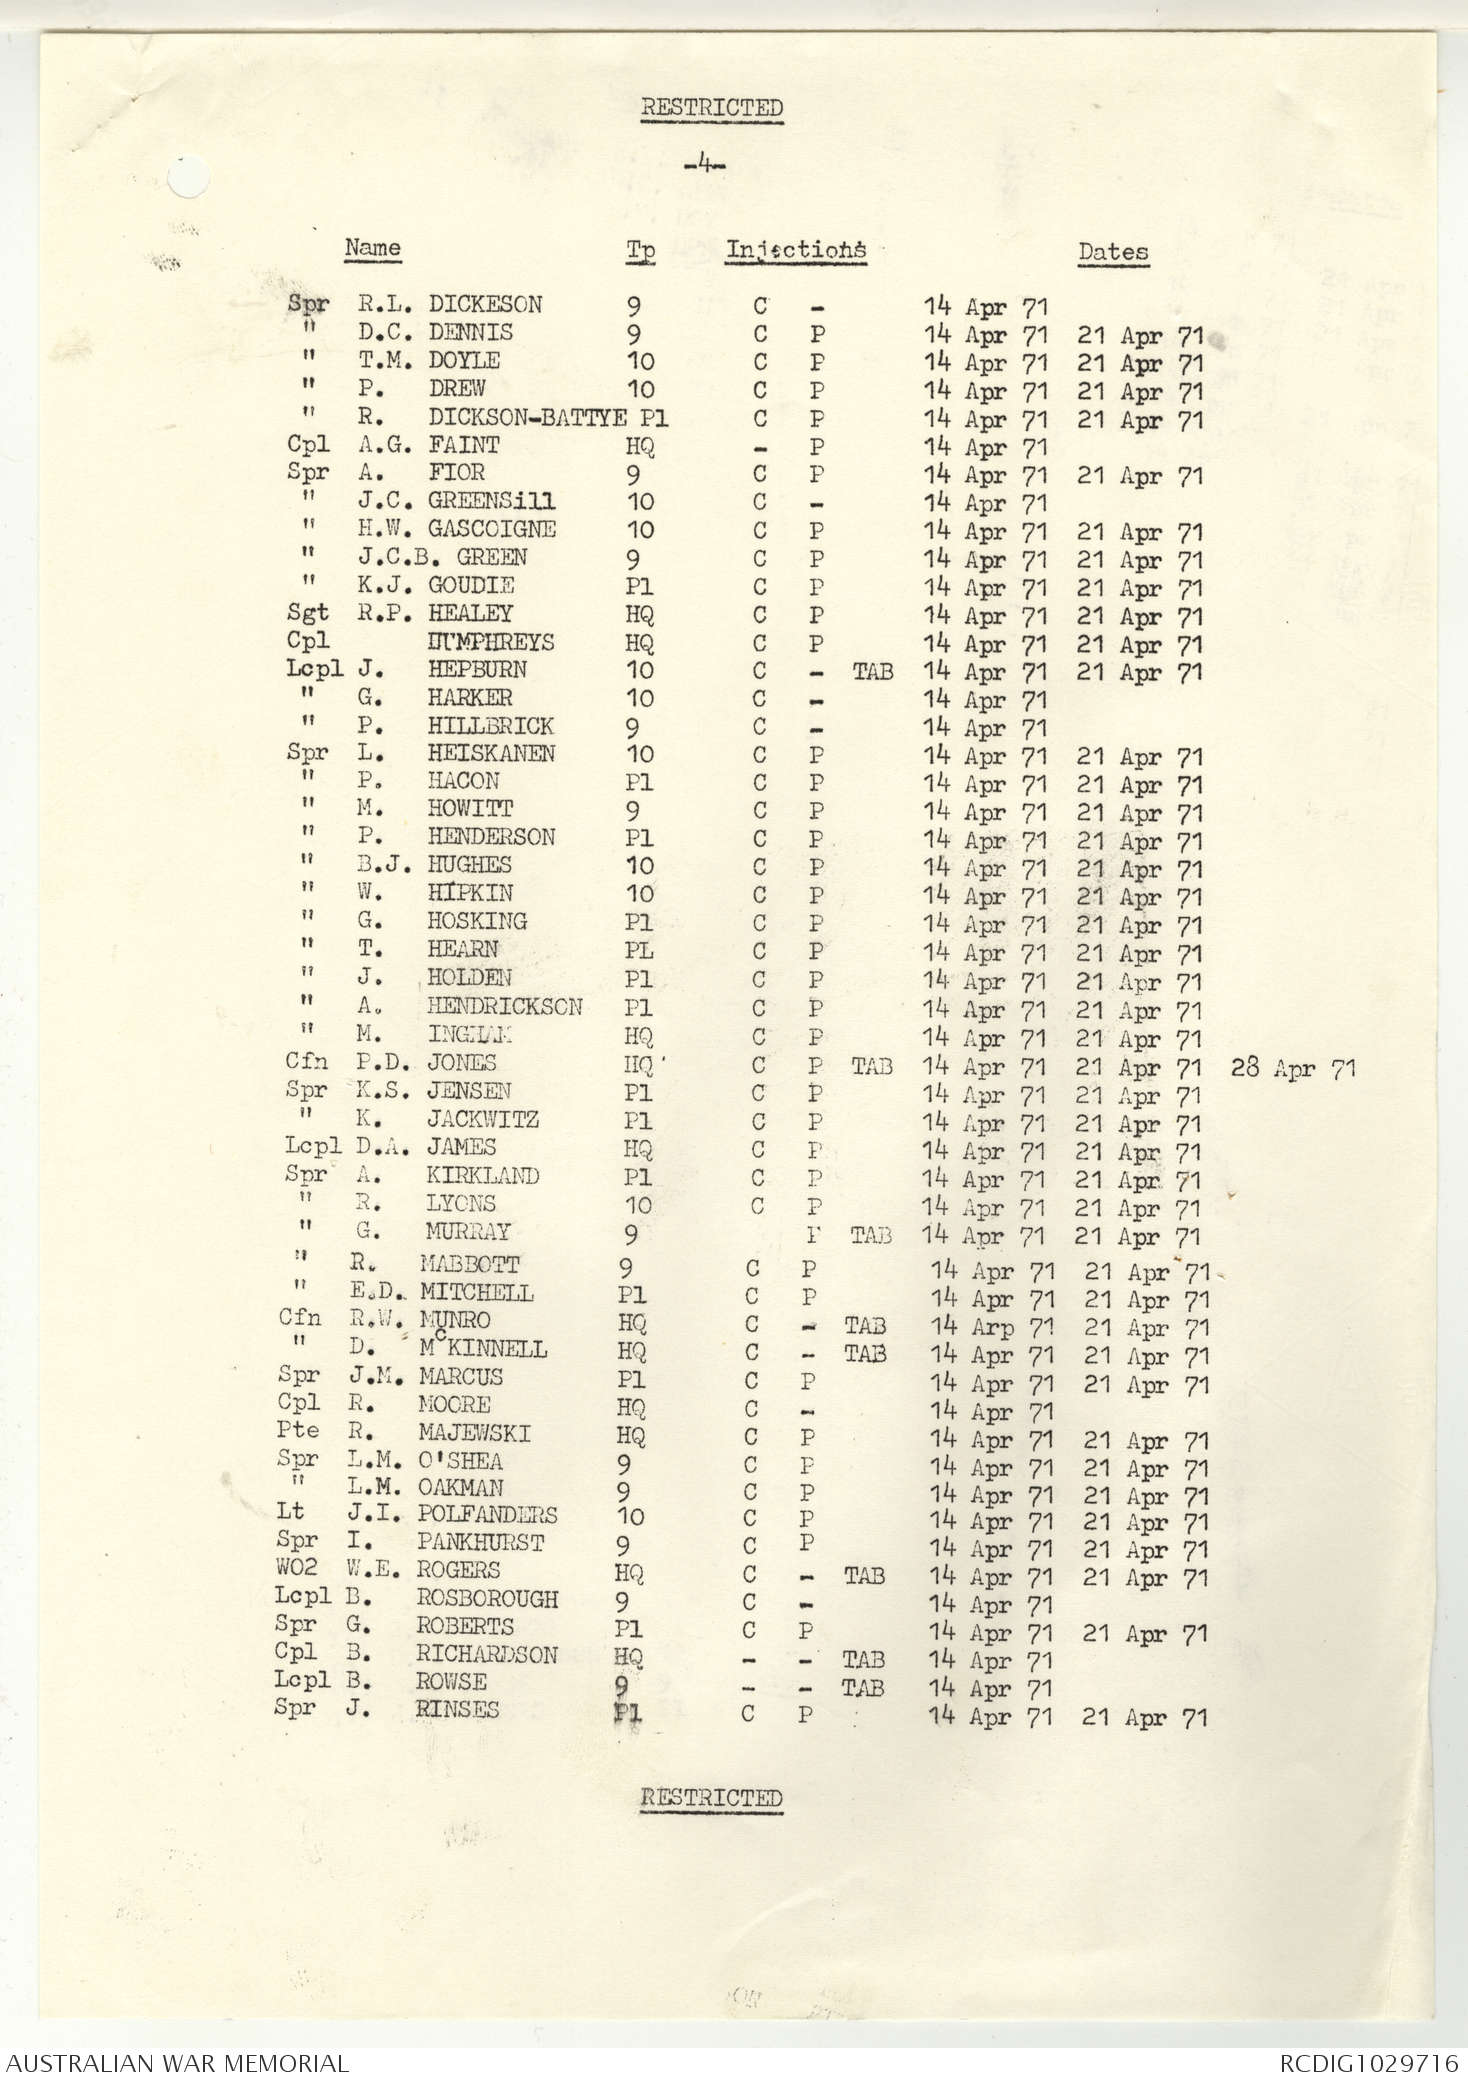 RESTRICTED
-4-
Name Tp Injections Dates
Spr R.L. DICKESON 9 C - 14 Apr 71
" D.C. DENNIS 9 C P 14 Apr 71 21 Apr 71
" T.M. DOYLE 10 C P 14 Apr 71 21 Apr 71
" P. DREW 10 C P 14 Apr 71 21 Apr 71
" R. DICKSON-BATTYE Pl C P 14 Apr 71 21 Apr 71
Cpl A.G. FAINT HQ - P 14 Apr 71
Spr A. FIOR 9 C P 14 Apr 71 21 Apr 71
" J.C. GREENSill 10 C - 14 Apr 71
" H.W. GASCOIGNE 10 C P 14 Apr 71 21 Apr 71
" J.C.B. GREEN 9 C P 14 Apr 71 21 Apr 71
" K.J. GOUDIE Pl C P 14 Apr 71 21 Apr 71
Sgt R.P. HEALEY HQ C P 14 Apr 71 21 Apr 71
Cpl HUMPHREYS HQ C P 14 Apr 71 21 Apr 71
Lcpl J. HEPBURN 10 C - TAB 14 Apr 71 21 Apr 71
" G. HARKER 10 C - 14 Apr 71
" P. HILLBRICK 9 C - 14 Apr 71
Spr L. HEISKANEN 10 C P 14 Apr 71 21 Apr 71
" P. HACON Pl C P 14 Apr 71 21 Apr 71
" M. HOWITT 9 C P 14 Apr 71 21 Apr 71
" P. HENDERSON Pl C P 14 Apr 71 21 Apr 71
" B.J. HUGHES 10 C P 14 Apr 71 21 Apr 71
" W. HIPKIN 10 C P 14 Apr 71 21 Apr 71
" G. HOSKING Pl C P 14 Apr 71 21 Apr 71
" T. HEARN PL C P 14 Apr 71 21 Apr 71
" J. HOLDEN Pl C P 14 Apr 71 21 Apr 71
" A. HENDRICKSON Pl C P 14 Apr 71 21 Apr 71
" M. INGHAM HQ C P 14 Apr 71 21 Apr 71
Cfn P.D. JONES HQ C P TAB 14 Apr 71 21 Apr 71 28 Apr 71
Spr K.S. JENSEN Pl C P 14 Apr 71 21 Apr 71
" K. JACKWITZ Pl C P 14 Apr 71 21 Apr 71
Lcpl D.A. JAMES HQ C P 14 Apr 71 21 Apr 71
Spr A. KIRKLAND Pl C P 14 Apr 71 21 Apr 71
" R. LYONS 10 C P 14 Apr 71 21 Apr 71
" G. MURRAY 9 P TAB 14 Apr 71 21 Apr 71
" R. MABBOTT 9 C P 14 Apr 71 21 Apr 71
" E.D. MITCHELL Pl C P 14 Apr 71 21 Apr 71
Cfn R.W. MUNRO HQ C - TAB 14 Arp 71 21 Apr 71
" D. McKINNELL HQ C - TAB 14 Apr 71 21 Apr 71
Spr J.M. MARCUS Pl C P 14 Apr 71 21 Apr 71
Cpl R. MOORE HQ C - 14 Apr 71
Pte R. MAJEWSKI HQ C P 14 Apr 71 21 Apr 71
Spr L.M. O'SHEA 9 C P 14 Apr 71 21 Apr 71
" L.M. OAKMAN 9 C P 14 Apr 71 21 Apr 71
Lt J.I. POLFANDERS 10 C P 14 Apr 71 21 Apr 71
Spr I. PANKHURST 9 C P 14 Apr 71 21 Apr 71
WO2 W.E. ROGERS HQ C - TAB 14 Apr 71 21 Apr 71
Lcpl B. ROSBOROUGH 9 C - 14 Apr 71
Spr G. ROBERTS Pl C P 14 Apr 71 21 Apr 71
Cpl B. RICHARDSON HQ - - TAB 14 Apr 71
Lcpl B. ROWSE 9 - - TAB 14 Apr 71
Spr J. RINSES Pl C P 14 Apr 71 21 Apr 71
RESTRICTED
AUSTRALIAN WAR MEMORIAL RCDIG1029716